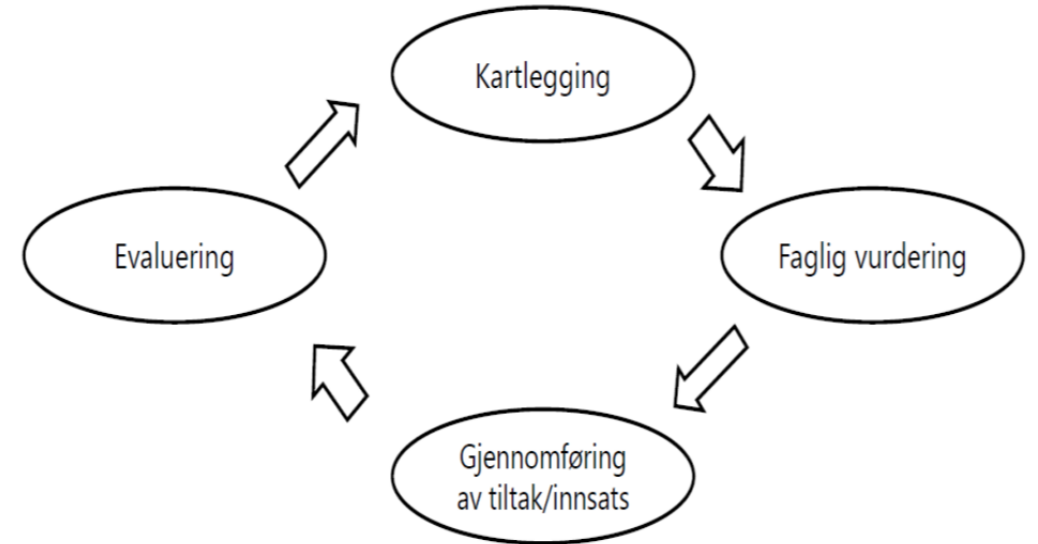 Kartlegging
Faglig vurdering
Gjennomføring
av tiltak/innsats
Evaluering